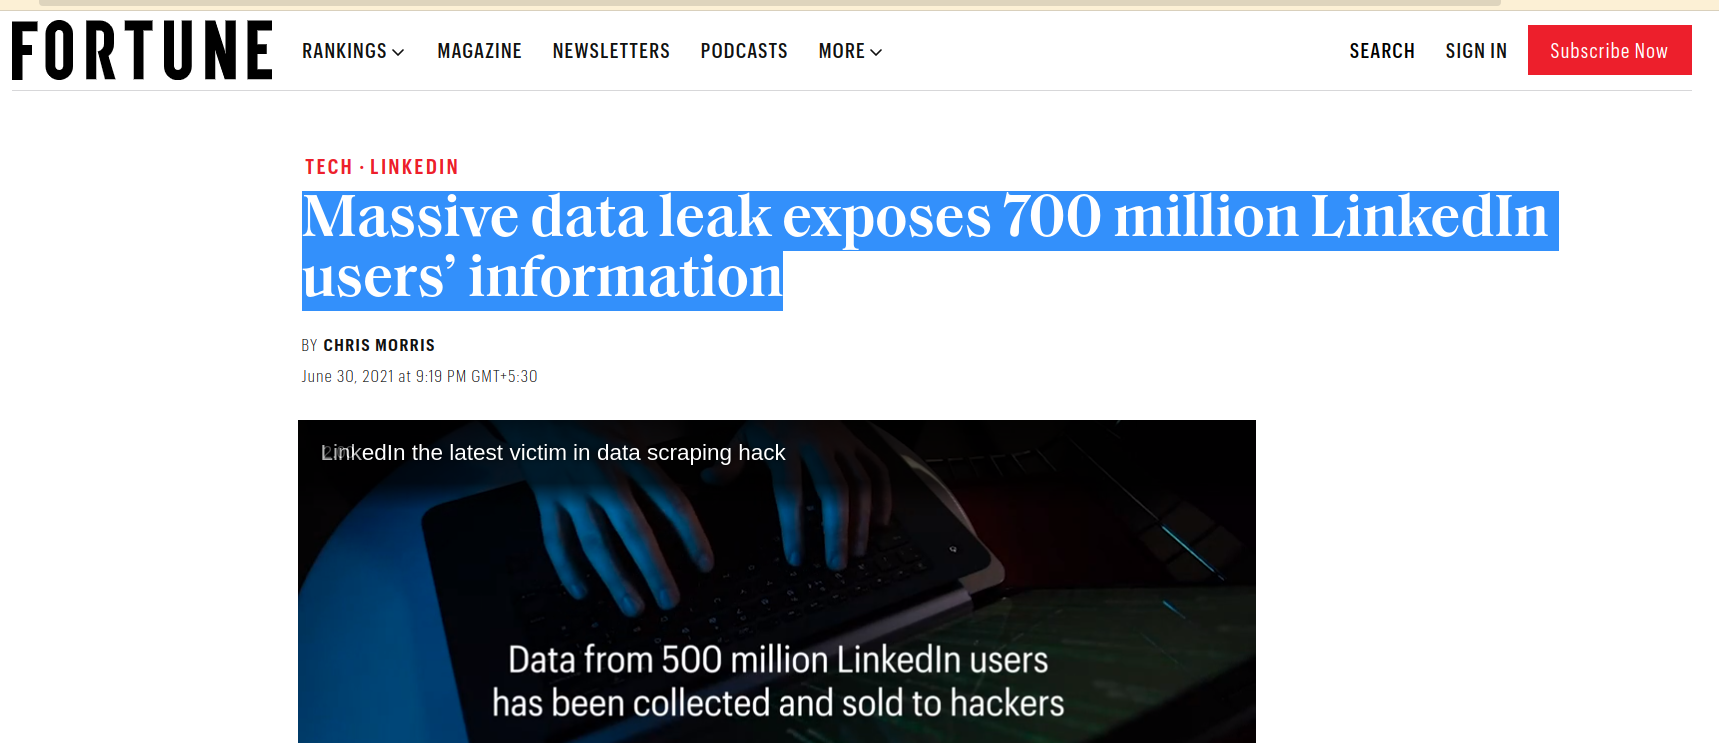 FORTUNE RANKINGS MAGAZINE NEWSLETTERS PODCASTS MORE SEARCH SIGN IN Subscribe Now
TECH · LINKEDIN
Massive data leak exposes 700 million LinkedIn
users’ information
BY CHRIS MORRIS
June 30, 2021 at 9:19 PM GMT+5:30
LinkedIn the latest victim in data scraping hack
Data from 500 million LinkedIn users
has been collected and sold to hackers